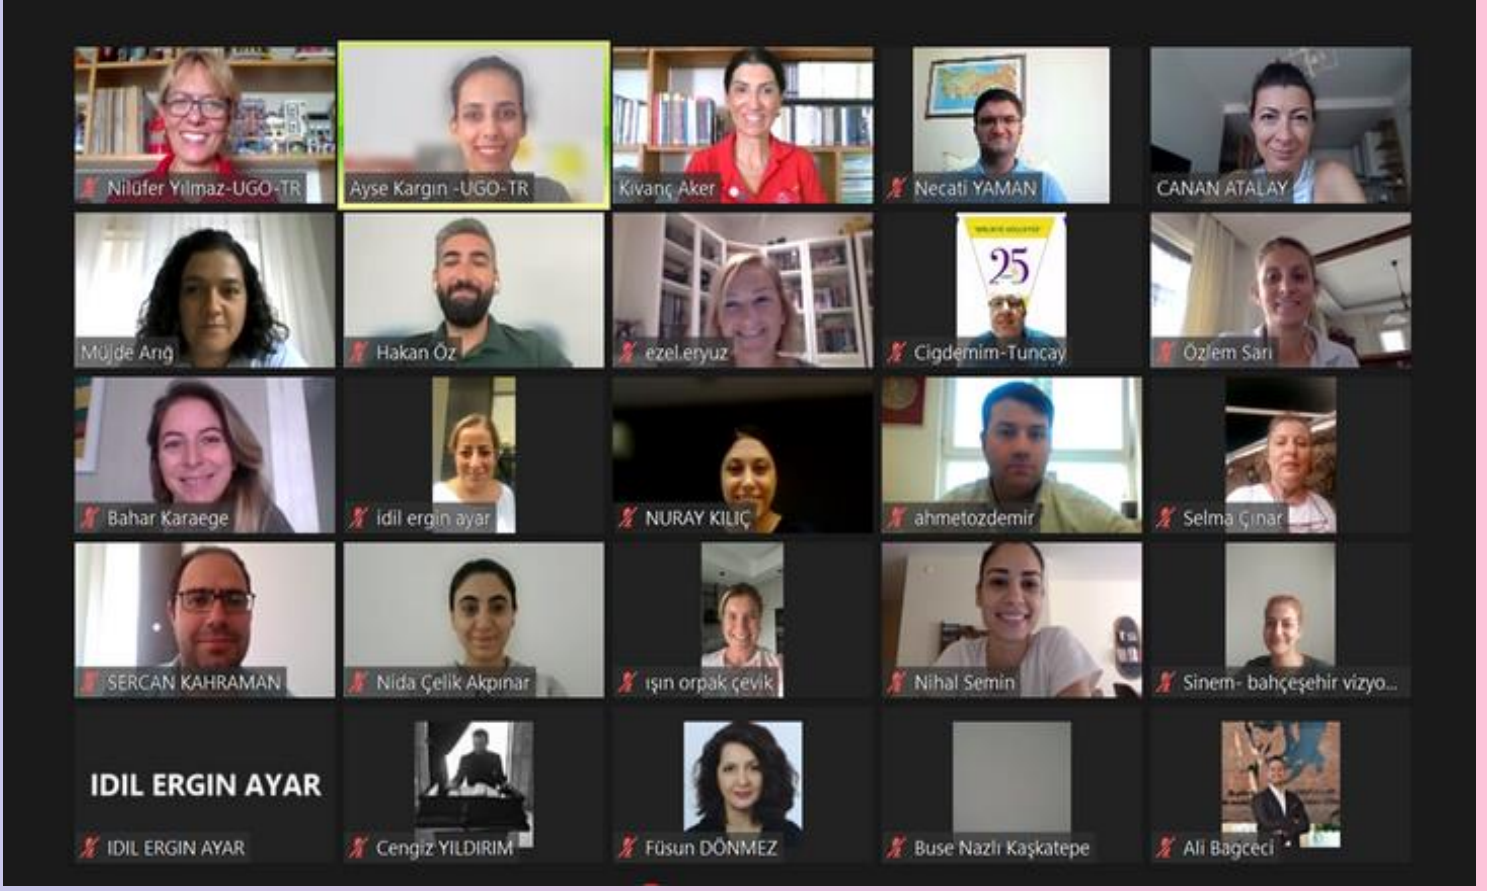 Nilüfer Yılmaz-UGO-TR
Ayse Kargın -UGO-TR
Kıvanç Aker
Necati YAMAN
CANAN ATALAY
Müjde Arığ
Hakan Öz
ezel.eryuz
25
Cigdemim-Tuncay
Özlem Sarı
Bahar Karaege
idil ergin ayar
NURAY KILIÇ
ahmetozdemir
Selma Çınar
SERCAN KAHRAMAN
Nida Çelik Akpınar
ışın orpak çevik
Nihal Semin
Sinem- bahçeşehir vizyo...
IDIL ERGIN AYAR
IDIL ERGIN AYAR
Cengiz YILDIRIM
Füsun DÖNMEZ
Buse Nazlı Kaşkatepe
Ali Bagceci